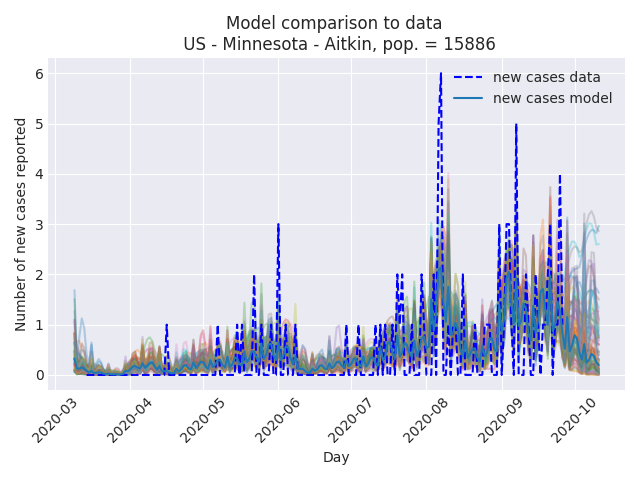 Model comparison to data
US - Minnesota - Aitkin, pop. = 15886
new cases data
new cases model
Number of new cases reported
6
5
4
3
2
1
0
2020-03
2020-04
2020-05
2020-06
2020-07
2020-08
2020-09
2020-10
Day